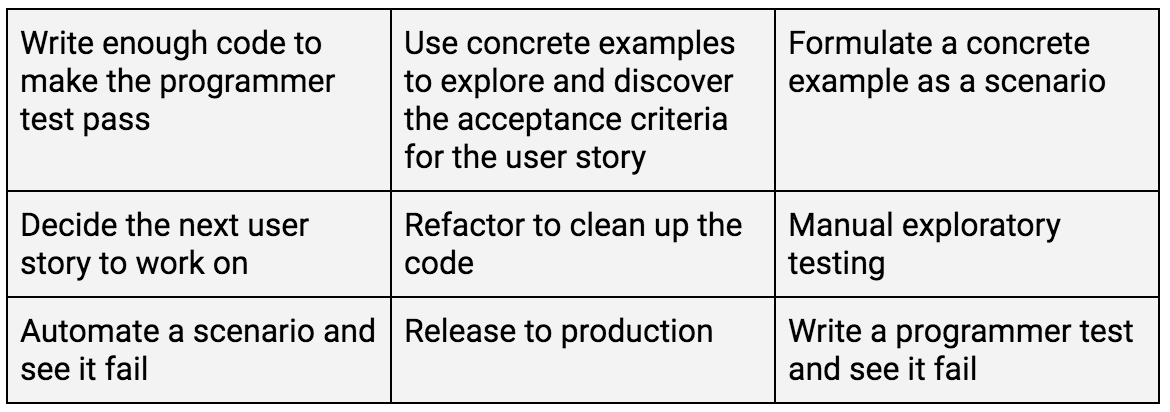 Write enough code to
make the programmer
test pass
Use concrete examples
to explore and discover
the acceptance criteria
for the user story
Formulate a concrete
example as a scenario
Decide the next user
story to work on
Refactor to clean up the
code
Manual exploratory
testing
Automate a scenario and
see it fail
Release to production
Write a programmer test
and see it fail